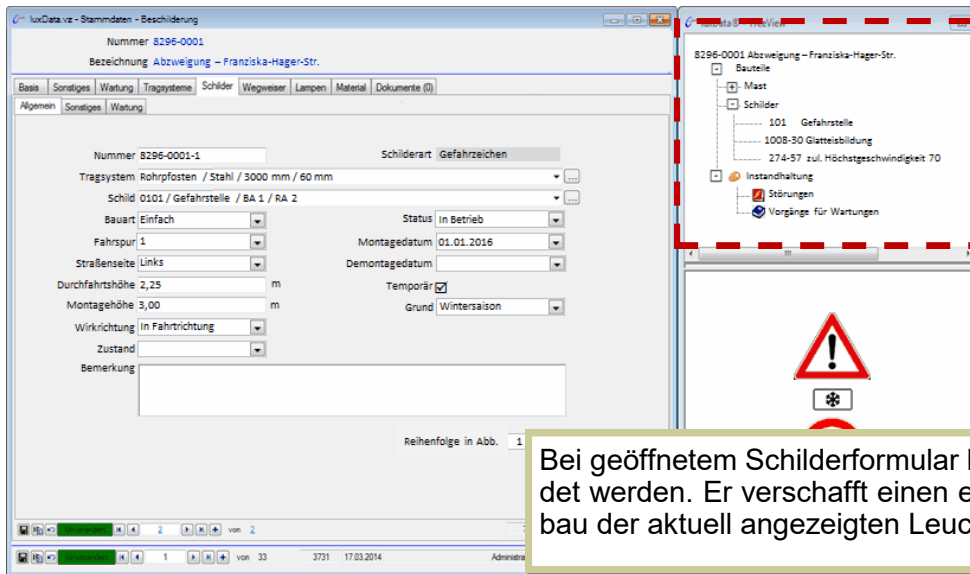 luxData.vz - Stammdaten - Beschilderung
Nummer 8296-0001
Bezeichnung Abzweigung – Franziska-Hager-Str.
Basis Sonstiges Wartung Tragsysteme Schilder Wegweiser Lampen Material Dokumente (0)
Allgemein Sonstiges Wartung
Nummer 8296-0001-1 Schilderart Gefahrzeichen
Tragsystem Rohrpfosten / Stahl / 3000 mm / 60 mm
Schild 0101 / Gefahrstelle / BA 1 / RA 2
Bauart Einfach Status In Betrieb
Fahrspur 1 Montagedatum 01.01.2016
Straßenseite Links Demontagedatum
Durchfahrtshöhe 2,25 m Temporär
Montagehöhe 3,00 m Grund Wintersaison
Wirkrichtung In Fahrtrichtung
Zustand
Bemerkung
Reihenfolge in Abb. 1
2 von 2
1 von 33 3731 17.03.2014 Administra
luxData® - TreeView
8296-0001 Abzweigung – Franziska-Hager-Str.
Bauteile
Mast
Schilder
101 Gefahrstelle
1008-30 Glatteisbildung
274-57 zul. Höchstgeschwindigkeit 70
Instandhaltung
Störungen
Vorgänge für Wartungen
Bei geöffnetem Schilderformular
det werden. Er verschafft einen e
bau der aktuell angezeigten Leuc